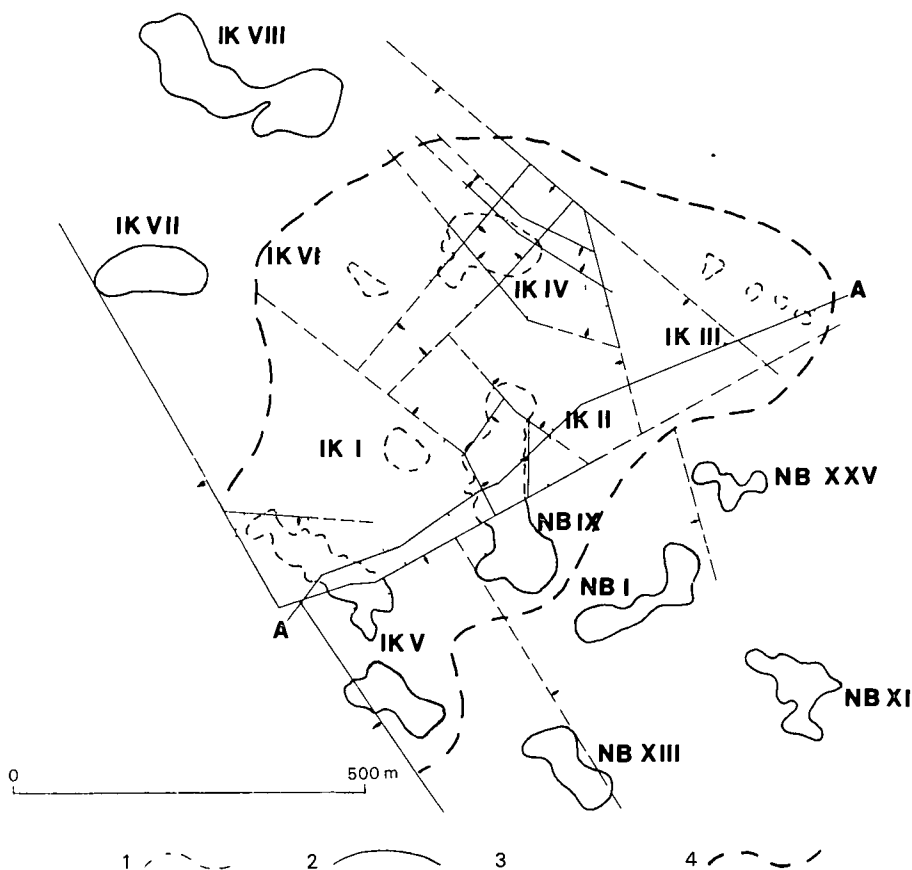 IK VIII
IK VII
IK VI
IK IV
A
IK III
IK I
IK II
NB XXV
NB IX
NB I
A
IK V
NB XI
NB XIII
0 500 m
1 2 3 4